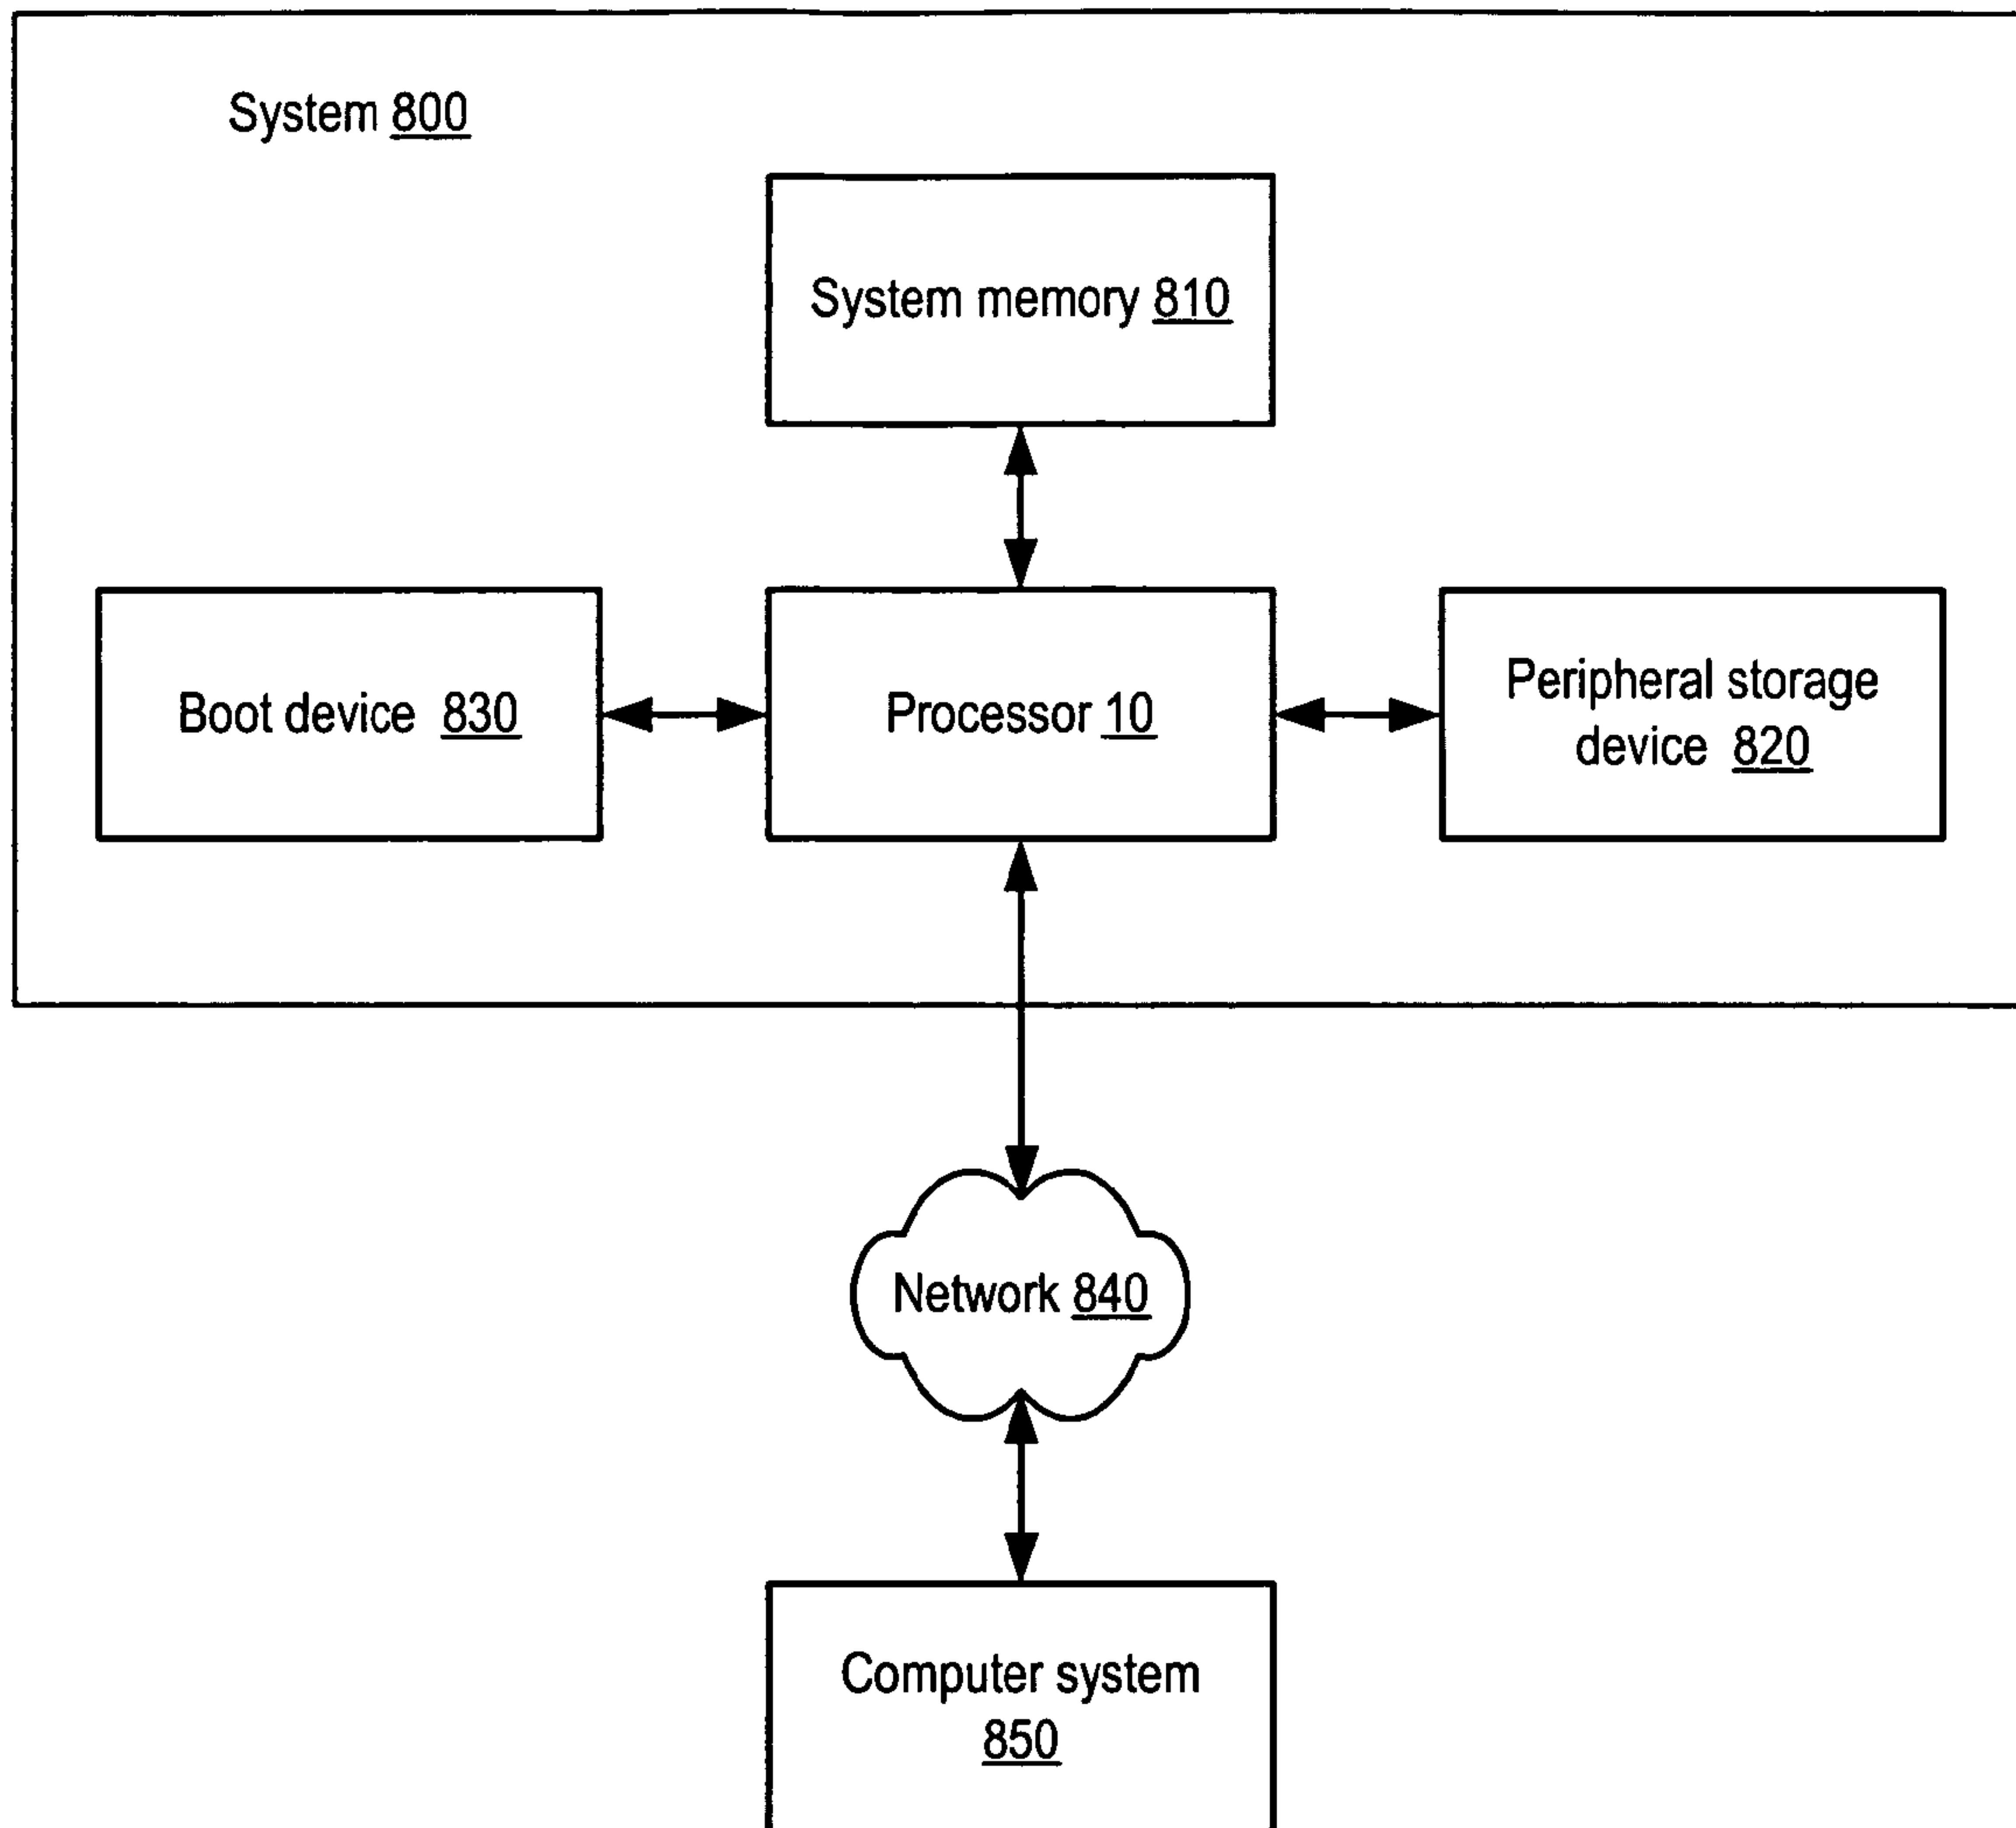 System 800
System memory 810
Boot device 830
Processor 10
Peripheral storage
device 820
Network 840
Computer system
850